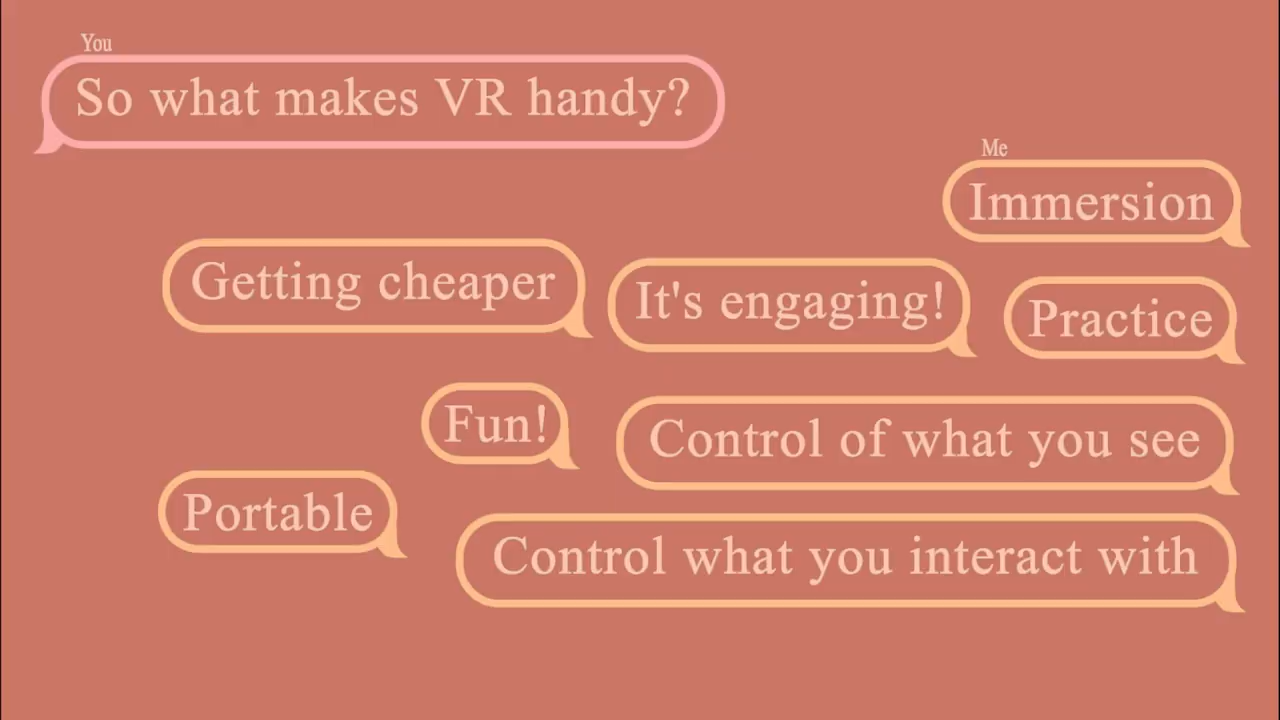 You
So what makes VR handy?
Me
Immersion
Getting cheaper
It's engaging!
Practice
Fun!
Control of what you see
Portable
Control what you interact with